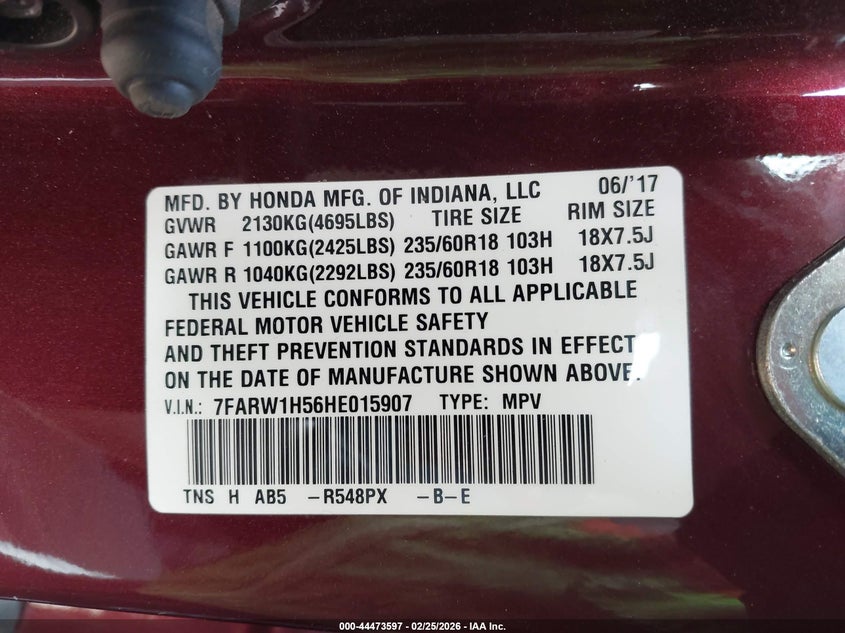 MFD. BY HONDA MFG. OF INDIANA, LLC 06/'17
GVWR 2130KG(4695LBS) TIRE SIZE RIM SIZE
GAWR F 1100KG(2425LBS) 235/60R18 103H 18X7.5J
GAWR R 1040KG(2292LBS) 235/60R18 103H 18X7.5J
THIS VEHICLE CONFORMS TO ALL APPLICABLE
FEDERAL MOTOR VEHICLE SAFETY
AND THEFT PREVENTION STANDARDS IN EFFECT
ON THE DATE OF MANUFACTURE SHOWN ABOVE.
V.I.N.: 7FARW1H56HE015907 TYPE: MPV
TNS H AB5 -R548PX -B-E
000-44473597 - 02/25/2026 - IAA Inc.